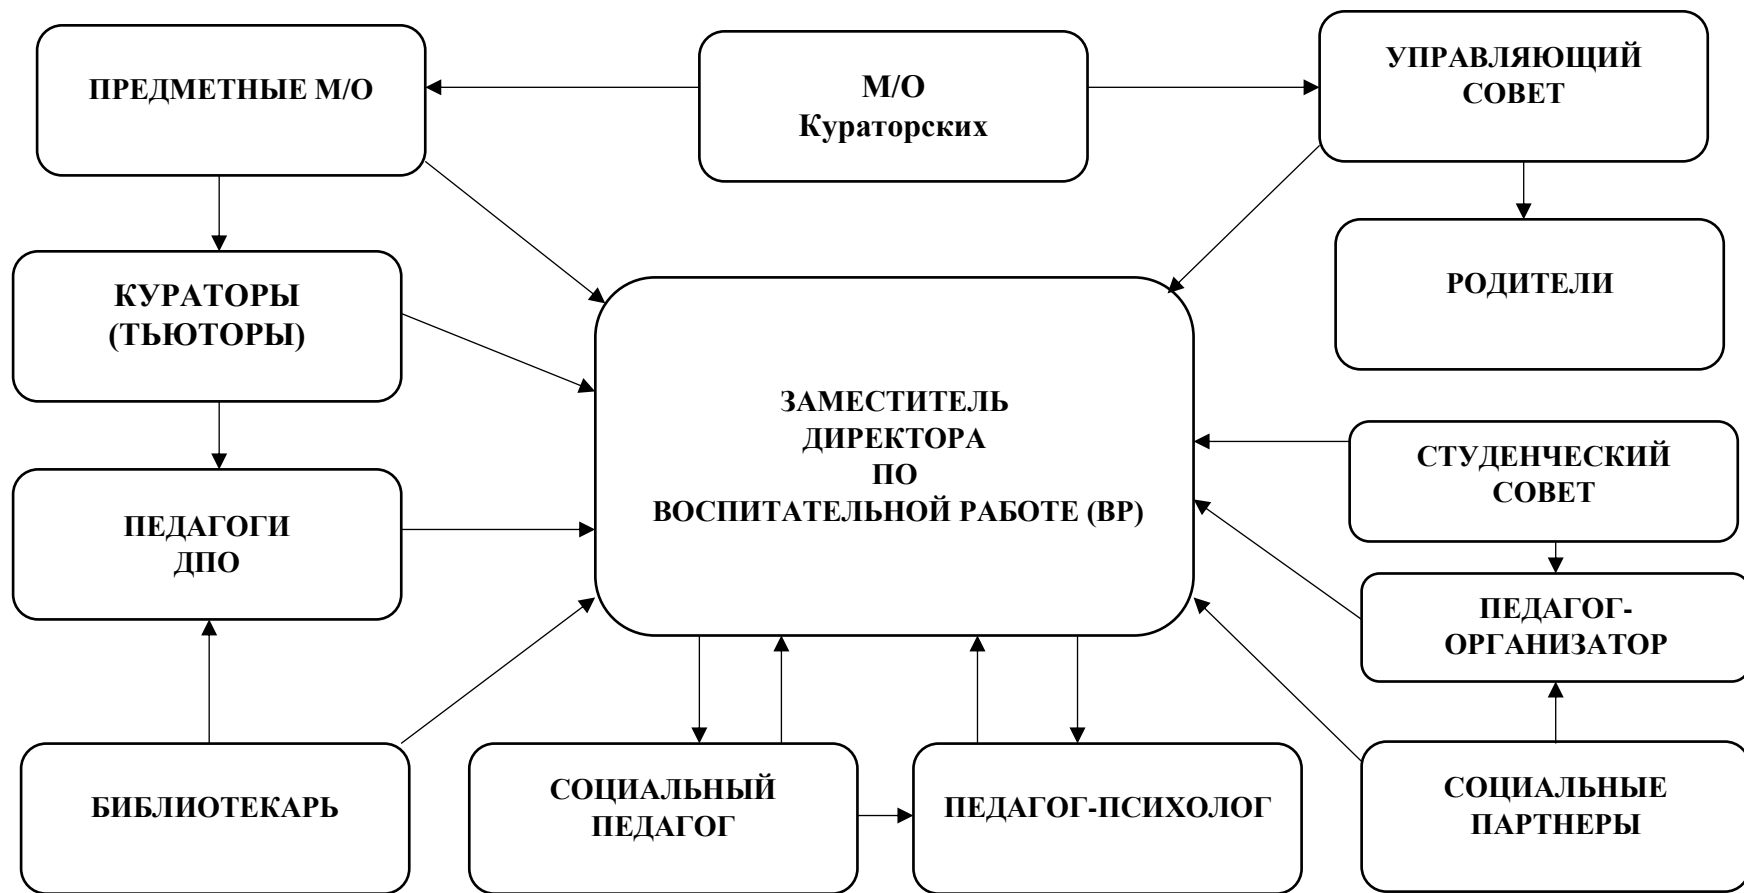 ПРЕДМЕТНЫЕ М/О
М/О
Кураторских
УПРАВЛЯЮЩИЙ
СОВЕТ
КУРАТОРЫ
(ТЬЮТОРЫ)
РОДИТЕЛИ
ЗАМЕСТИТЕЛЬ
ДИРЕКТОРА
ПО
ВОСПИТАТЕЛЬНОЙ РАБОТЕ (ВР)
СТУДЕНЧЕСКИЙ
СОВЕТ
ПЕДАГОГИ
ДПО
ПЕДАГОГ-
ОРГАНИЗАТОР
БИБЛИОТЕКАРЬ
СОЦИАЛЬНЫЙ
ПЕДАГОГ
ПЕДАГОГ-ПСИХОЛОГ
СОЦИАЛЬНЫЕ
ПАРТНЕРЫ